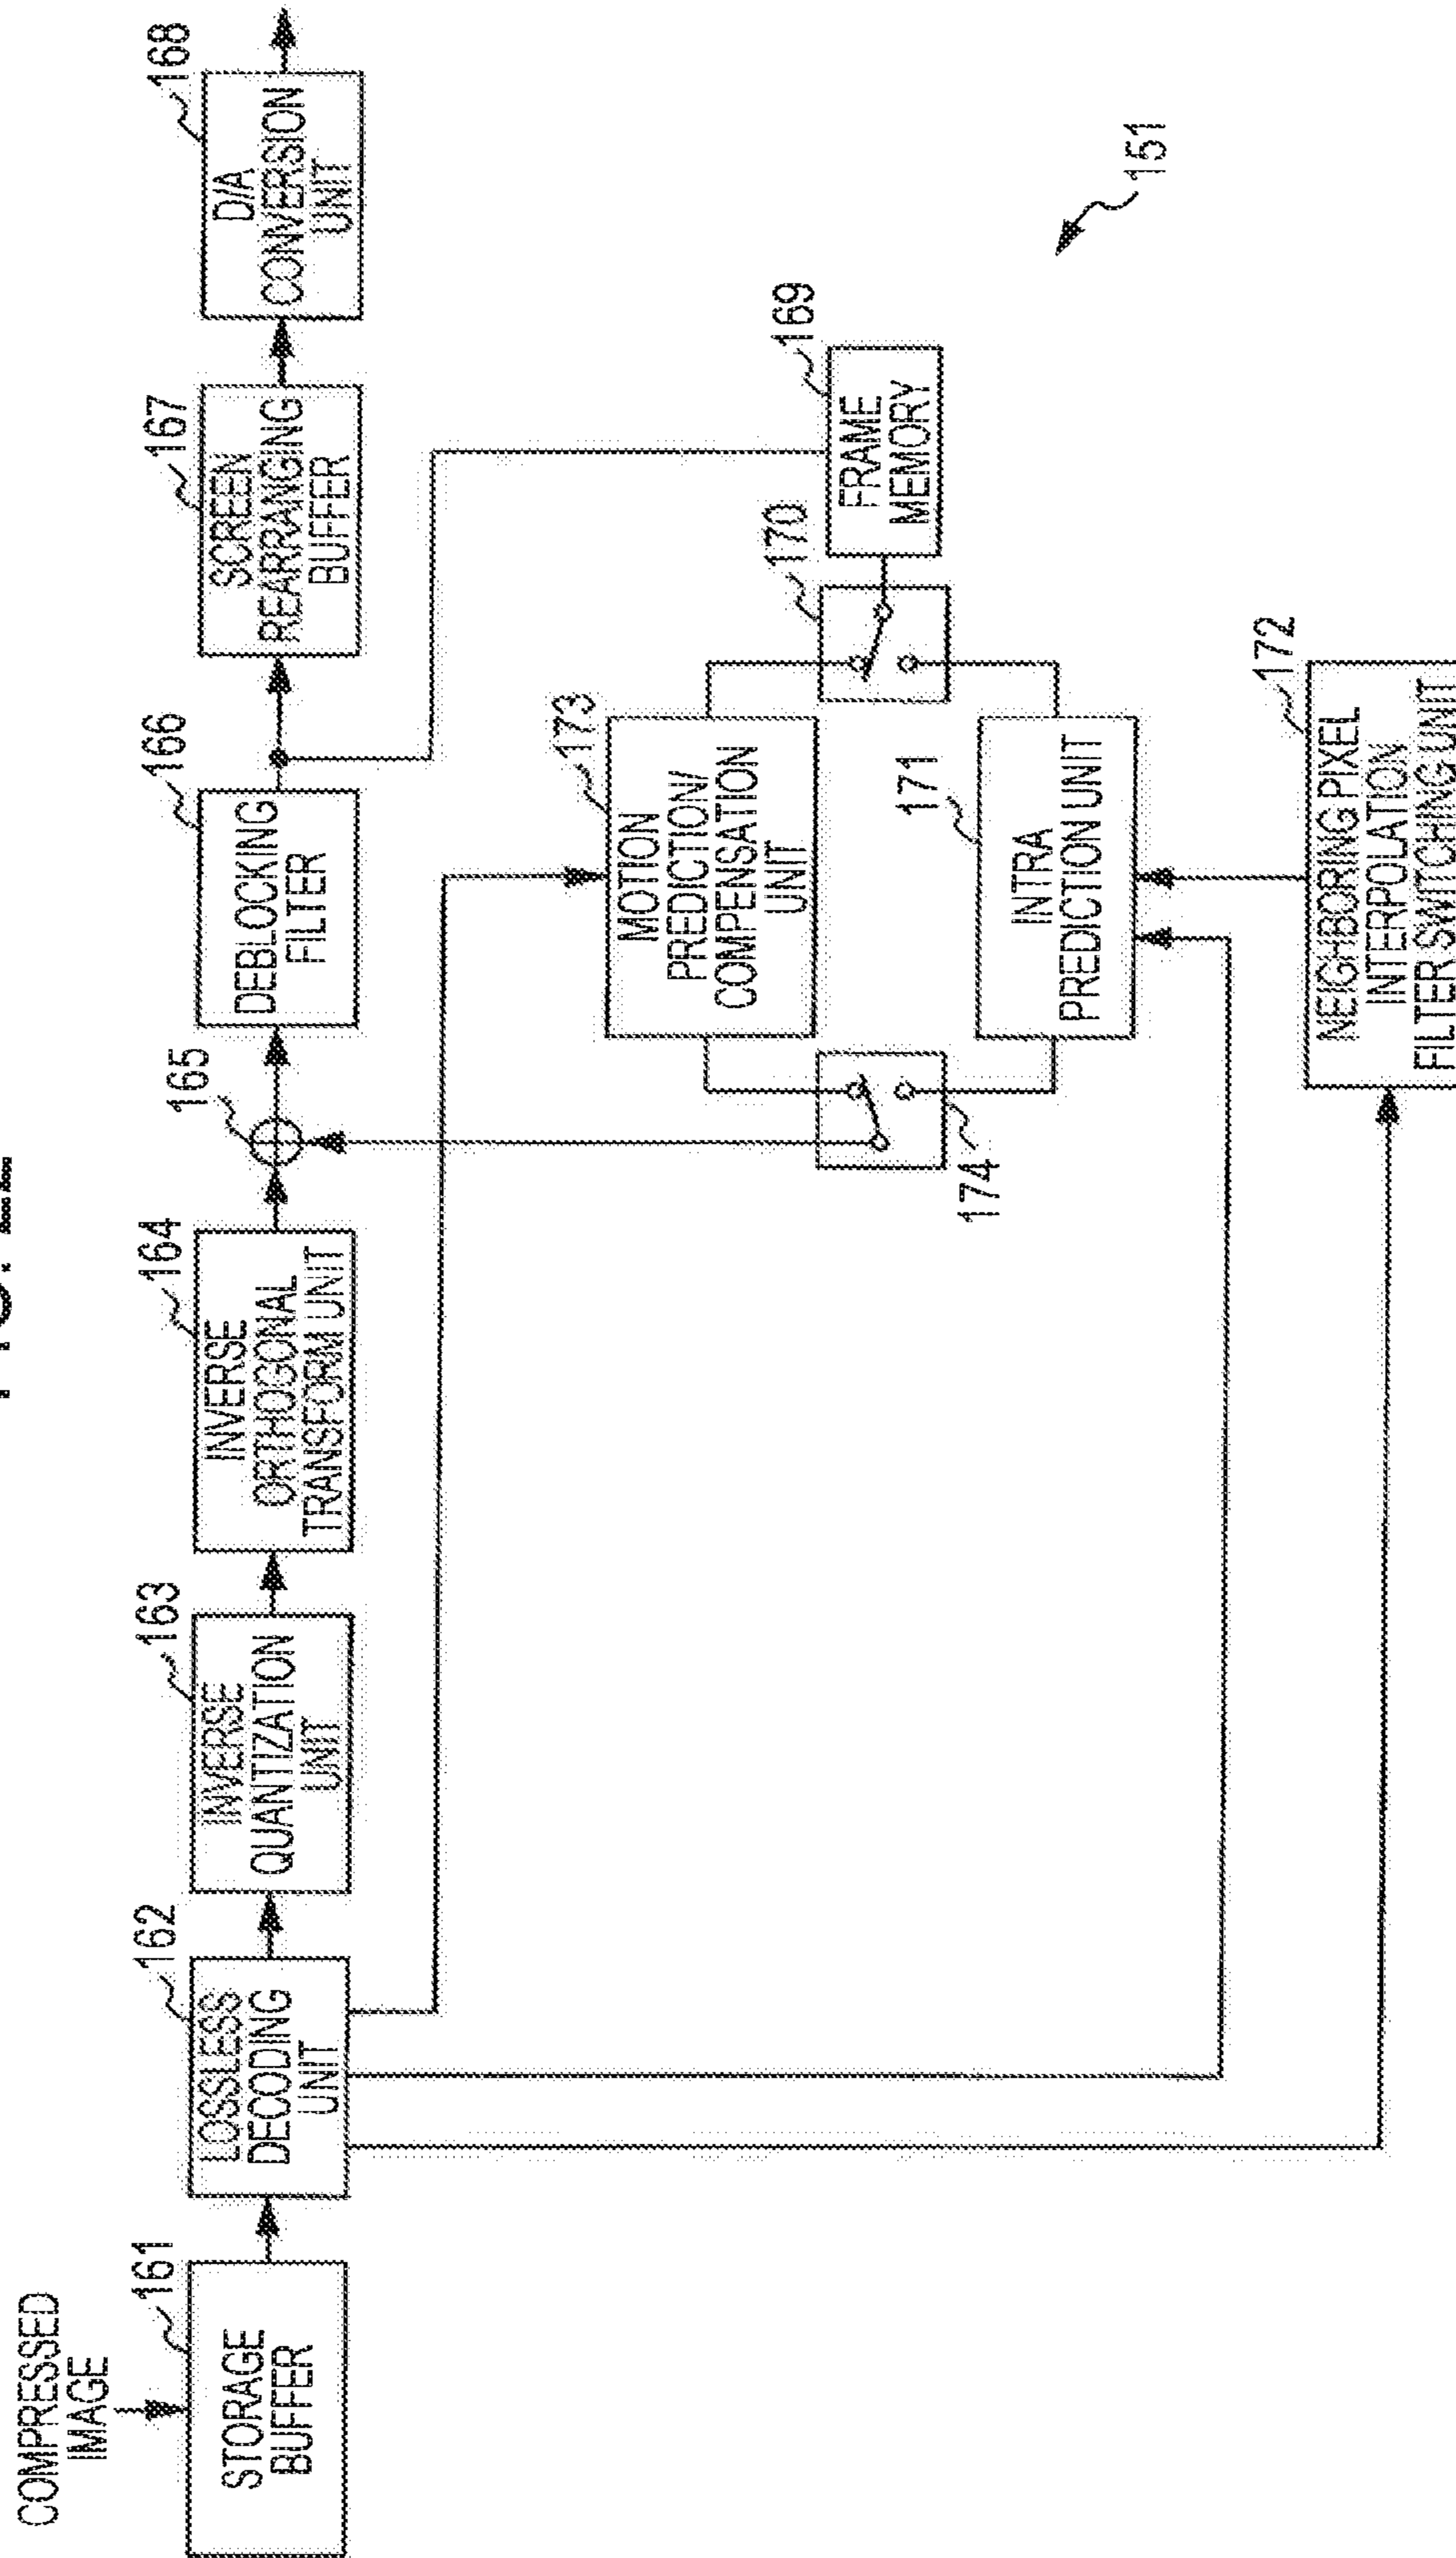 COMPRESSED
IMAGE
161
STORAGE
BUFFER
162
LOSSLESS
DECODING
UNIT
163
INVERSE
QUANTIZATION
UNIT
164
INVERSE
ORTHOGONAL
TRANSFORM UNIT
165
166
DEBLOCKING
FILTER
167
SCREEN
REARRANGING
BUFFER
168
D/A
CONVERSION
UNIT
173
MOTION
PREDICTION/
COMPENSATION
UNIT
170
169
FRAME
MEMORY
151
174
171
INTRA
PREDICTION UNIT
172
NEIGHBORING PIXEL
INTERPOLATION
FILTER SWITCHING UNIT